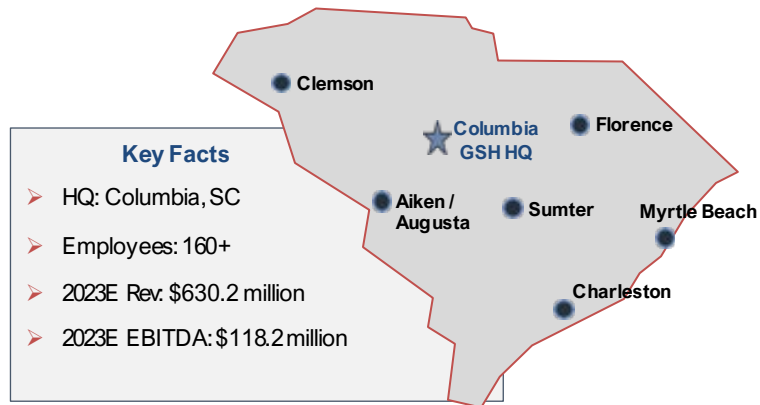 Clemson
Columbia
GSH HQ
Florence
Key Facts
HQ: Columbia, SC
Employees: 160+
2023E Rev: $630.2 million
2023E EBITDA: $118.2 million
Aiken /
Augusta
Sumter
Myrtle Beach
Charleston